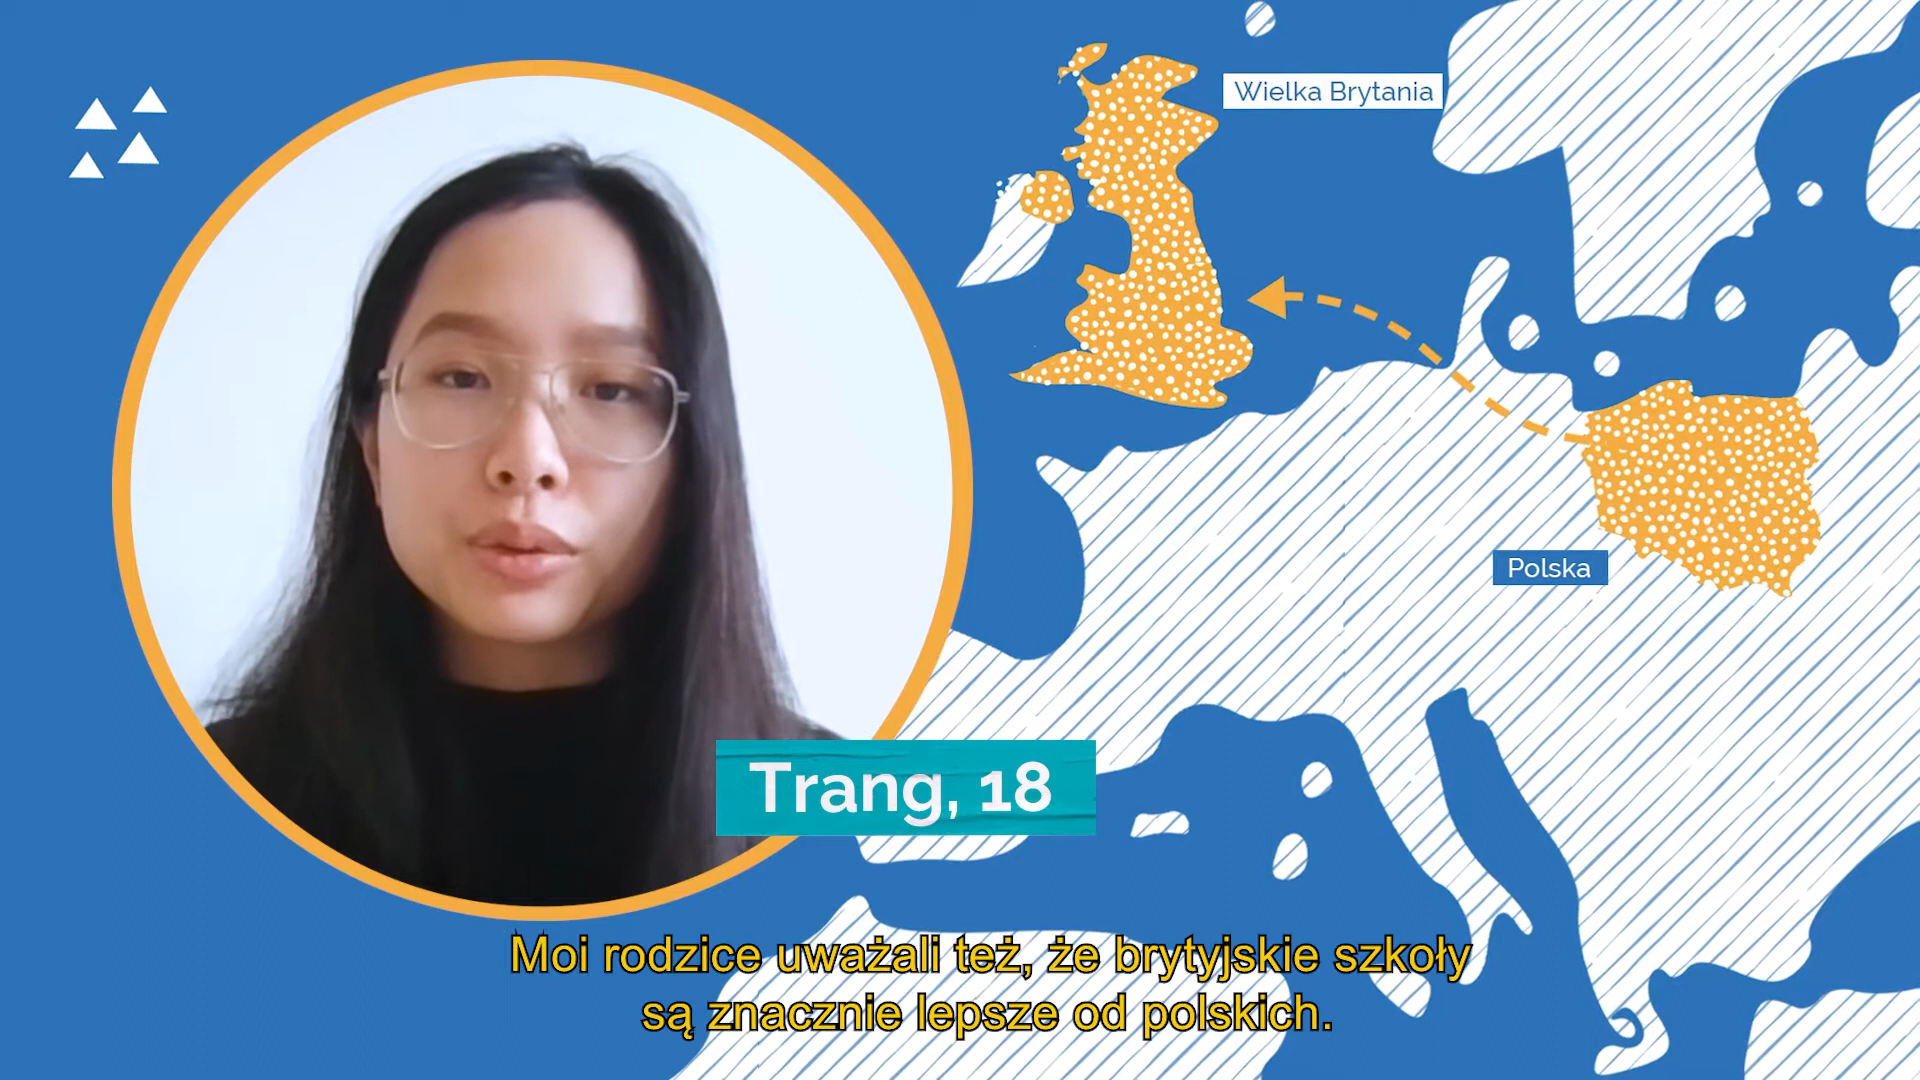 Wielka Brytania
Polska
Trang, 18
Moi rodzice uważali też, że brytyjskie szkoły
są znacznie lepsze od polskich.